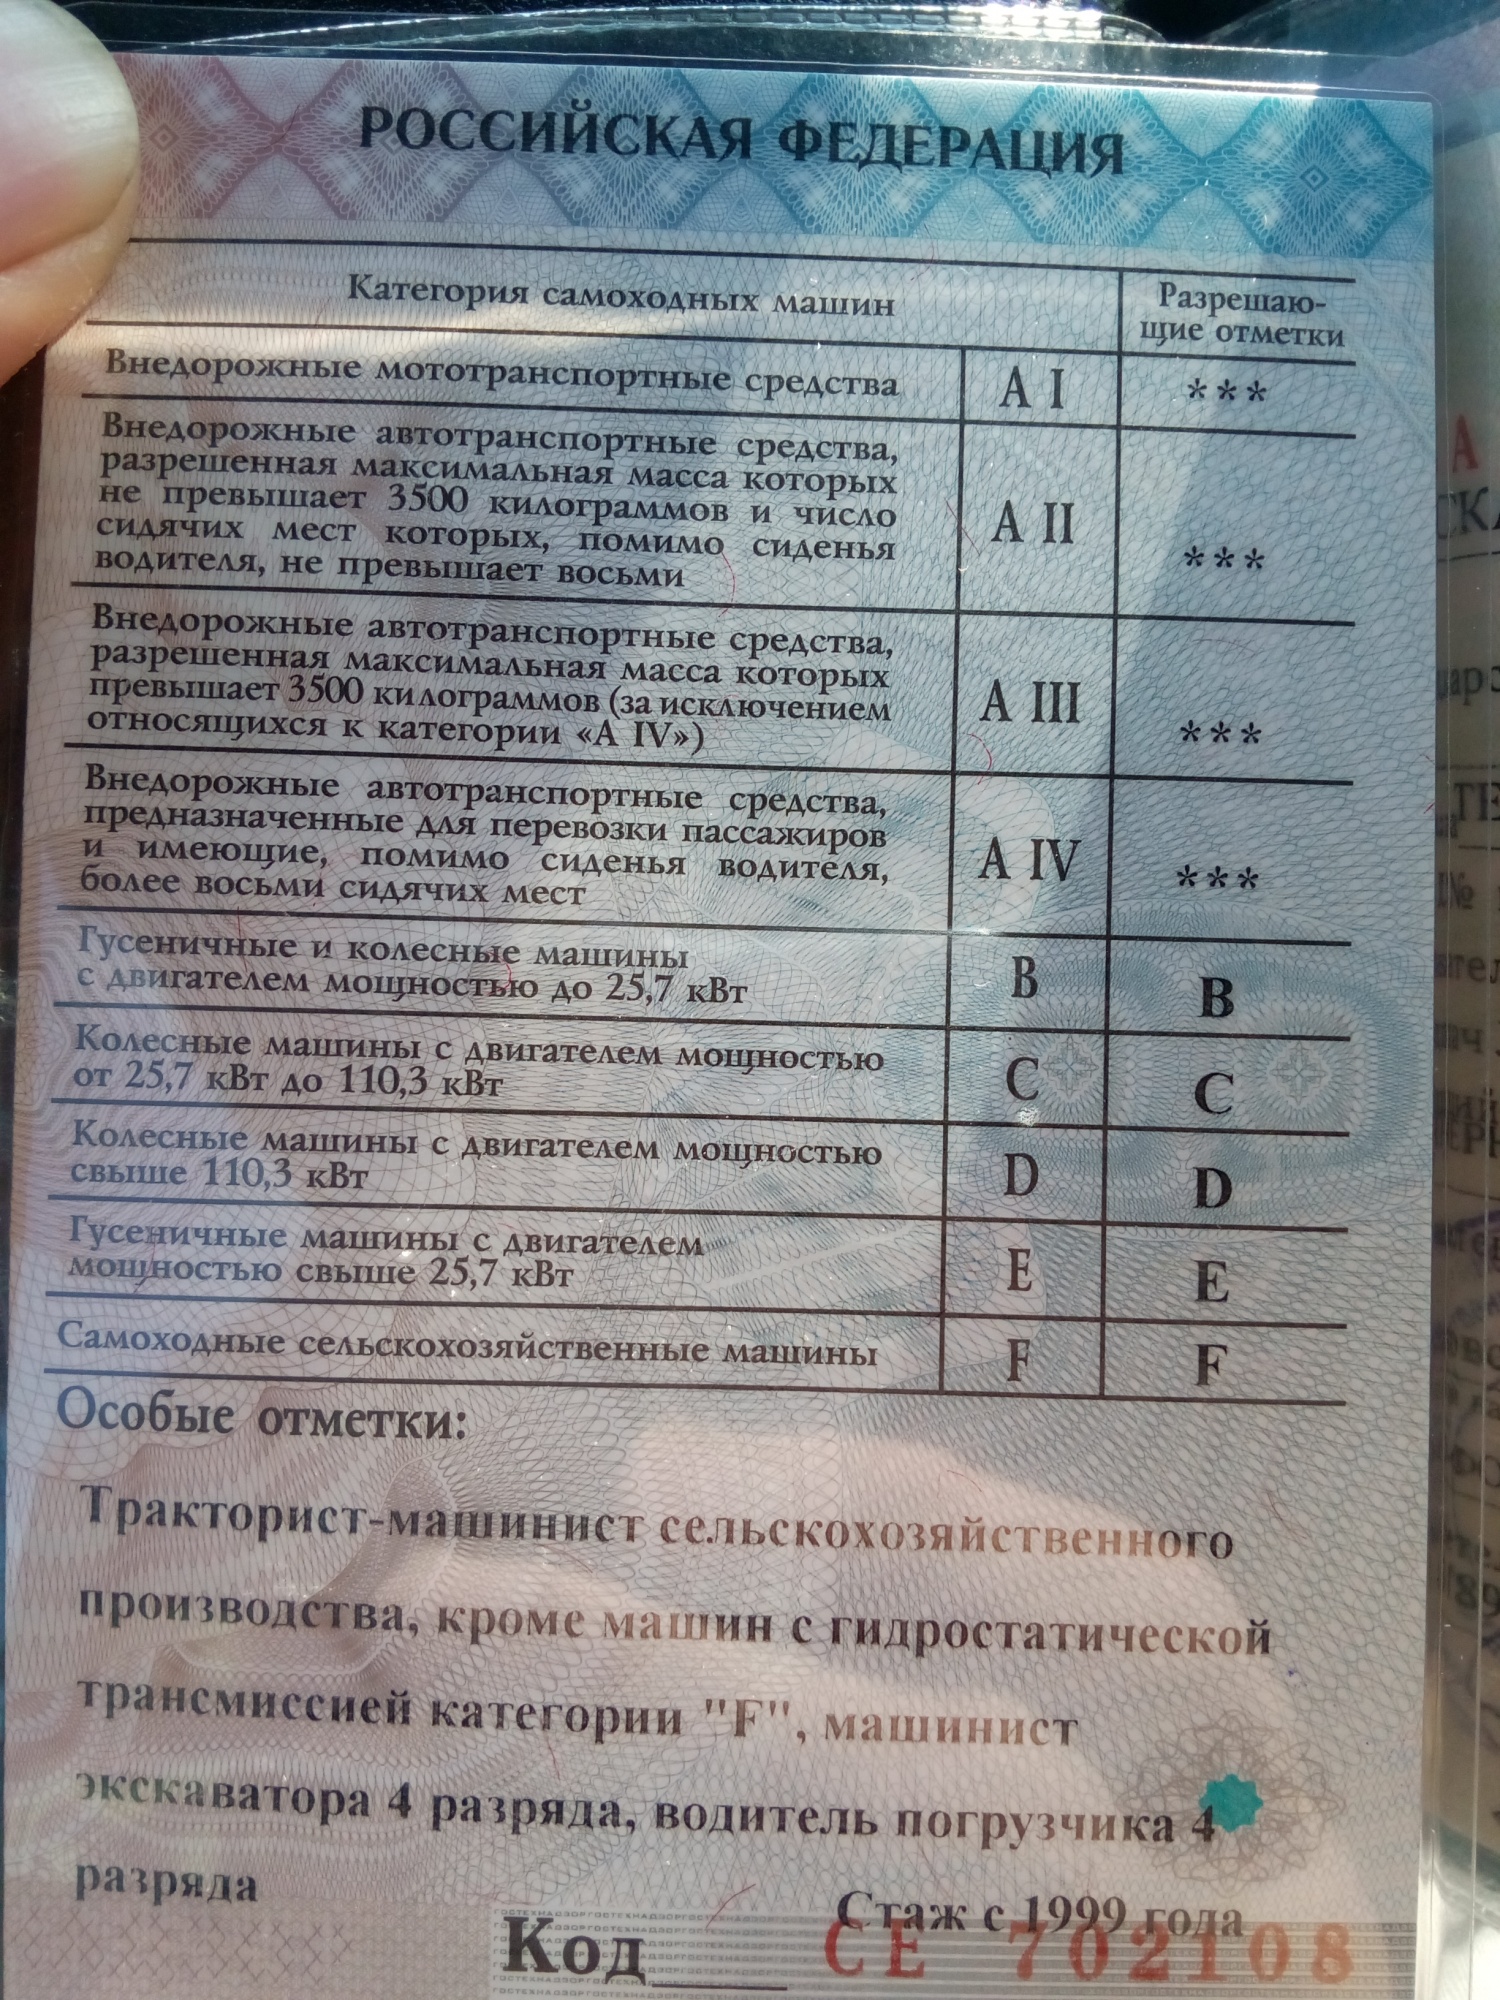 РОССИЙСКАЯ ФЕДЕРАЦИЯ
Категория самоходных машин
Разрешаю-
щие отметки
Внедорожные мототранспортные средства
A I
***
Внедорожные автотранспортные средства,
разрешенная максимальная масса которых
не превышает 3500 килограммов и число
сидячих мест которых, помимо сиденья
водителя, не превышает восьми
A II
***
Внедорожные автотранспортные средства,
разрешенная максимальная масса которых
превышает 3500 килограммов (за исключением
относящихся к категории «A IV»)
A III
***
Внедорожные автотранспортные средства,
предназначенные для перевозки пассажиров
и имеющие, помимо сиденья водителя,
более восьми сидячих мест
A IV
***
Гусеничные и колесные машины
с двигателем мощностью до 25,7 кВт
B
B
Колесные машины с двигателем мощностью
от 25,7 кВт до 110,3 кВт
C
C
Колесные машины с двигателем мощностью
свыше 110,3 кВт
D
D
Гусеничные машины с двигателем
мощностью свыше 25,7 кВт
E
E
Самоходные сельскохозяйственные машины
F
F
Особые отметки:
Тракторист-машинист сельскохозяйственного
производства, кроме машин с гидростатической
трансмиссией категории "F", машинист
экскаватора 4 разряда, водитель погрузчика 4
разряда
Стаж с 1999 года
Код СЕ 702108